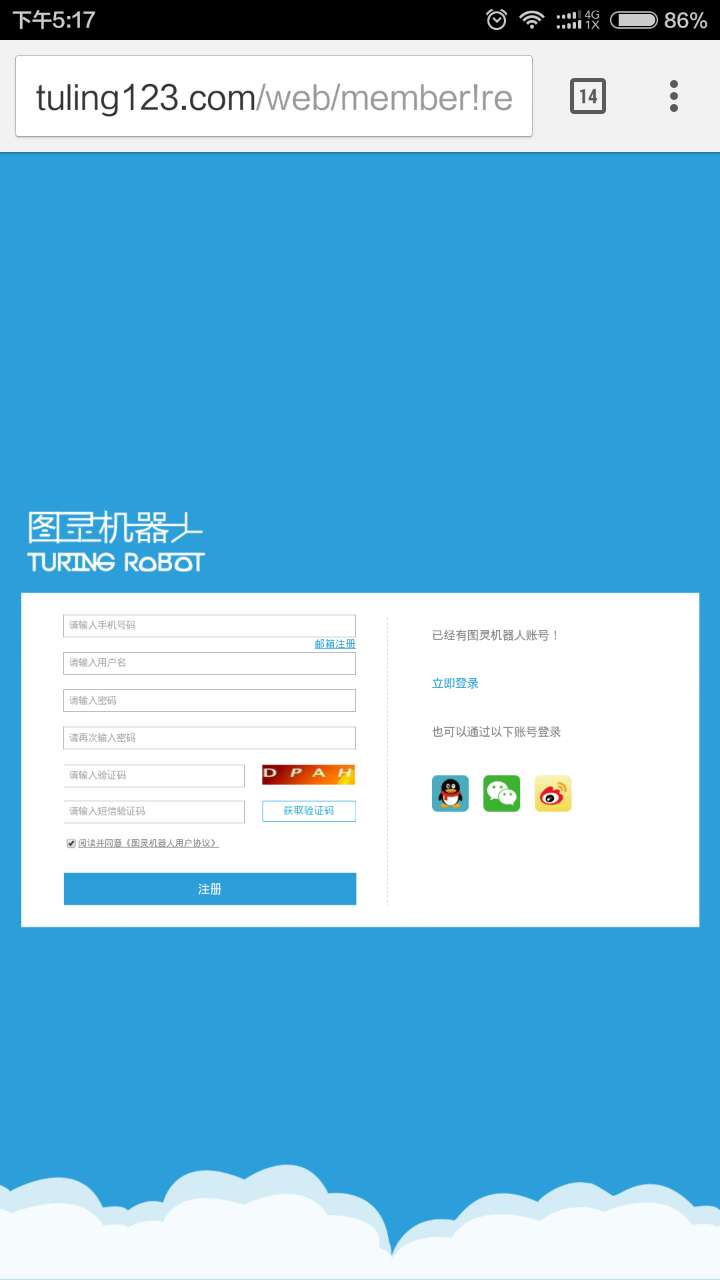 下午5:17
4G
1X
86%
tuling123.com/web/member!re
14
图灵机器人
TURING RoBoT
请输入手机号码
邮箱注册
请输入用户名
请输入密码
请再次输入密码
请输入验证码
D P A H
请输入短信验证码
获取验证码
阅读并同意《图灵机器人用户协议》
注册
已经有图灵机器人账号！
立即登录
也可以通过以下账号登录